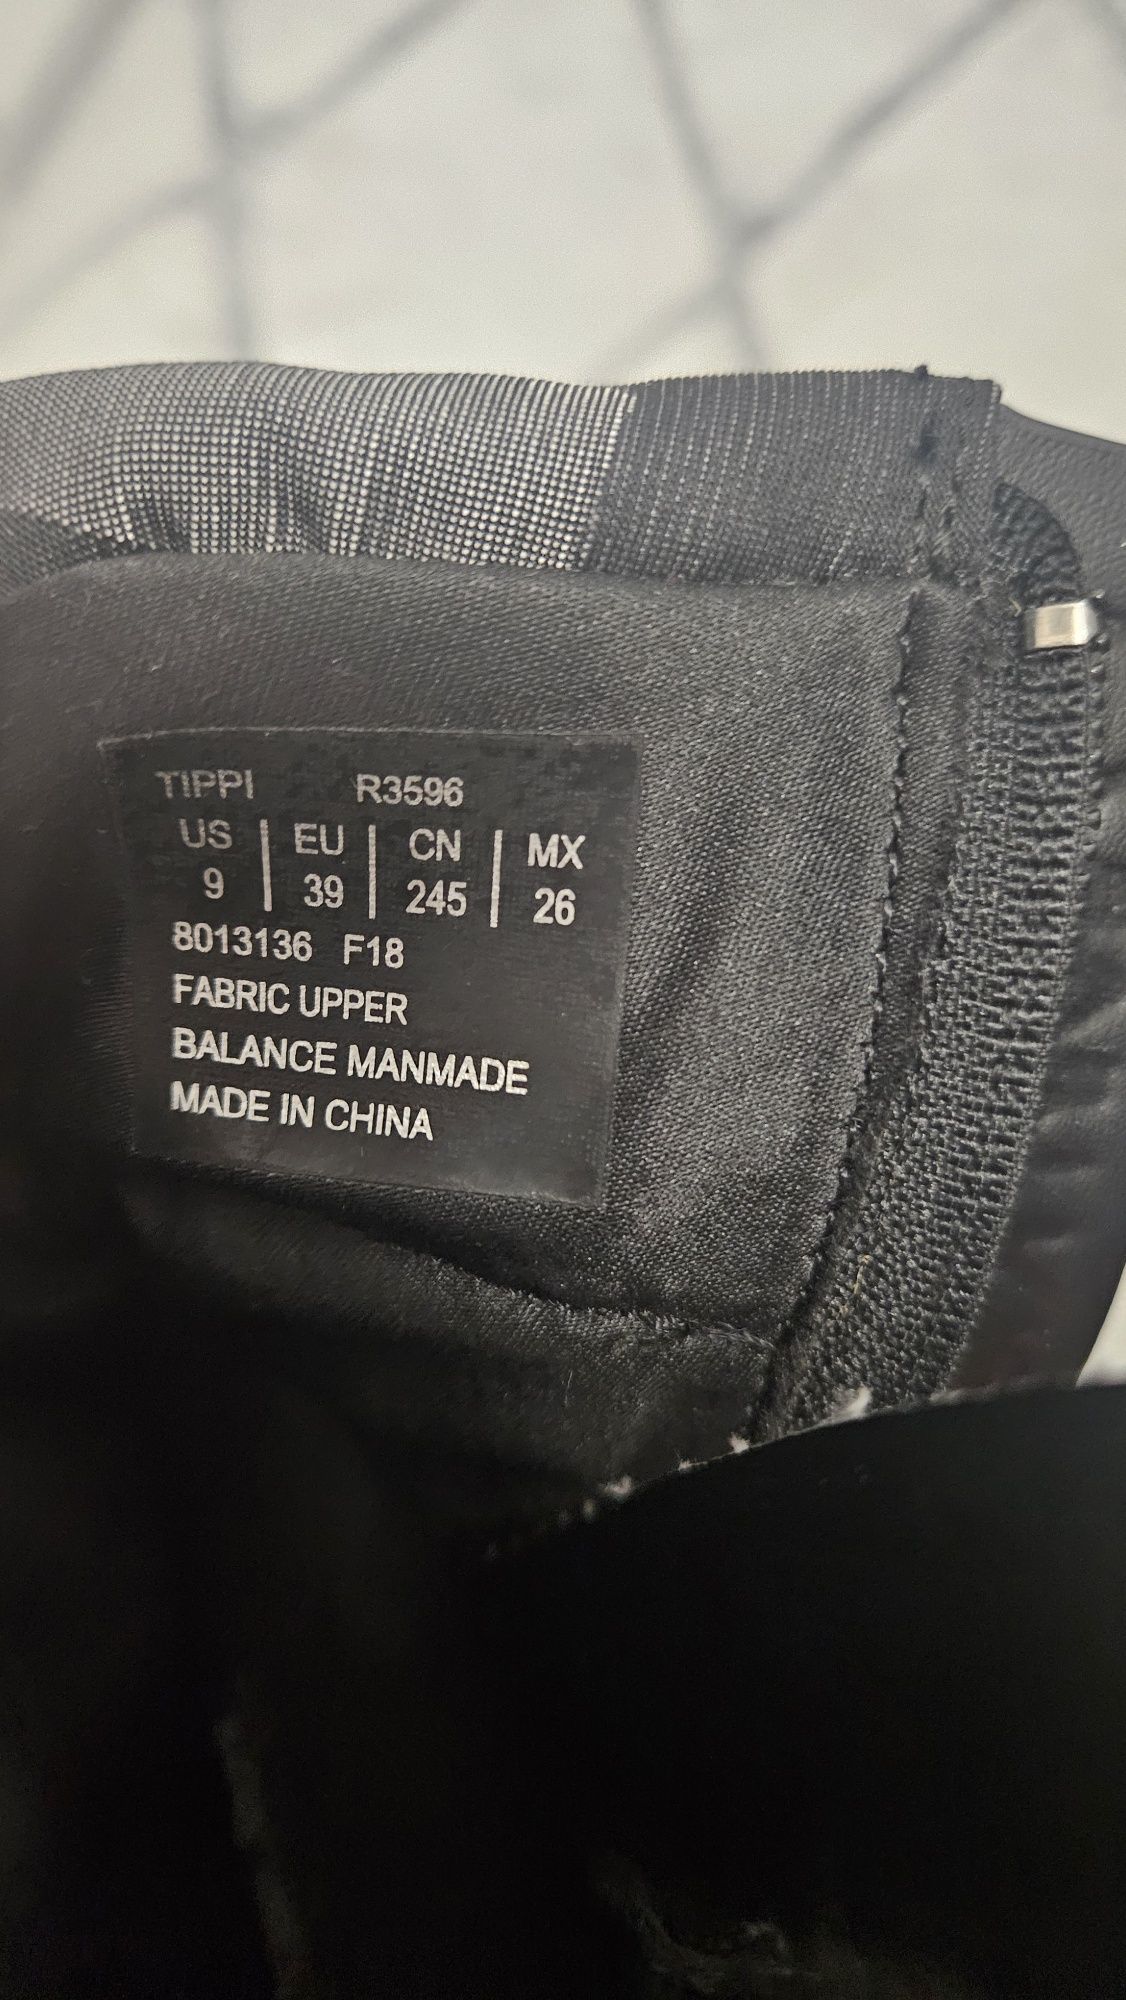 TIPPI R3596
US | EU | CN | MX
9 | 39 | 245 | 26
8013136 F18
FABRIC UPPER
BALANCE MANMADE
MADE IN CHINA